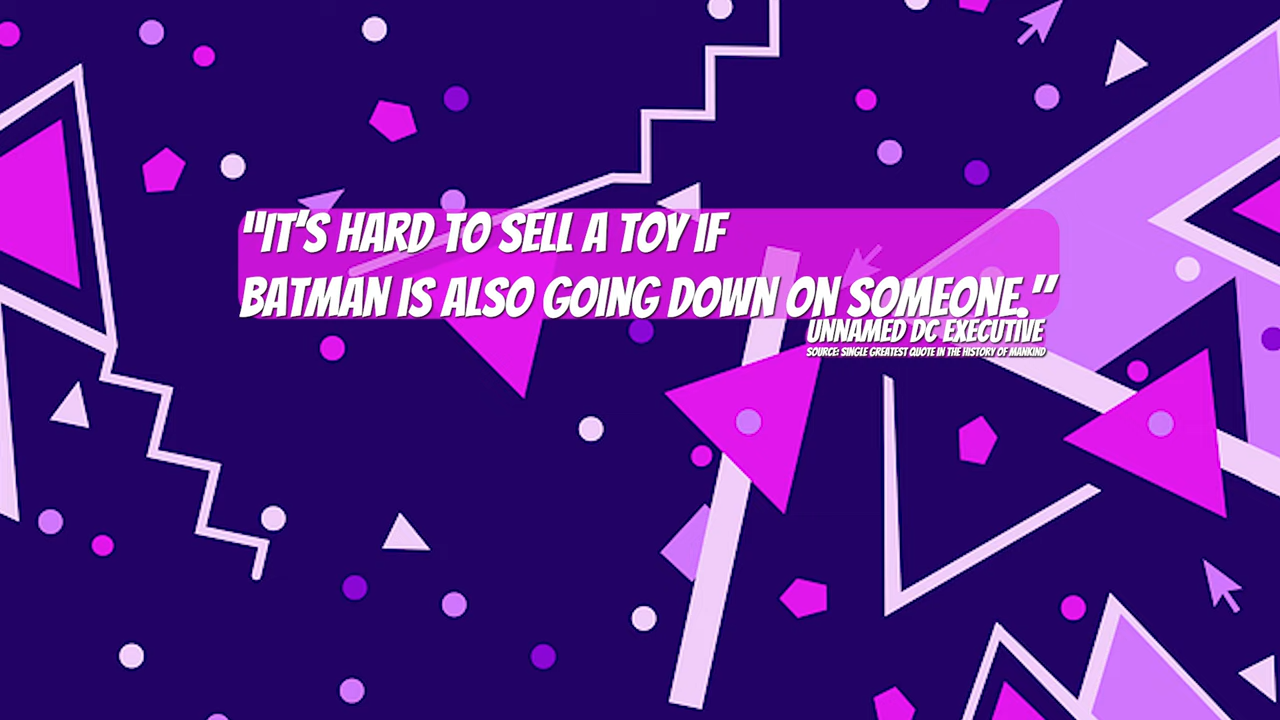 "IT'S HARD TO SELL A TOY IF
BATMAN IS ALSO GOING DOWN ON SOMEONE."
UNNAMED DC EXECUTIVE
SOURCE: SINGLE GREATEST QUOTE IN THE HISTORY OF MANKIND